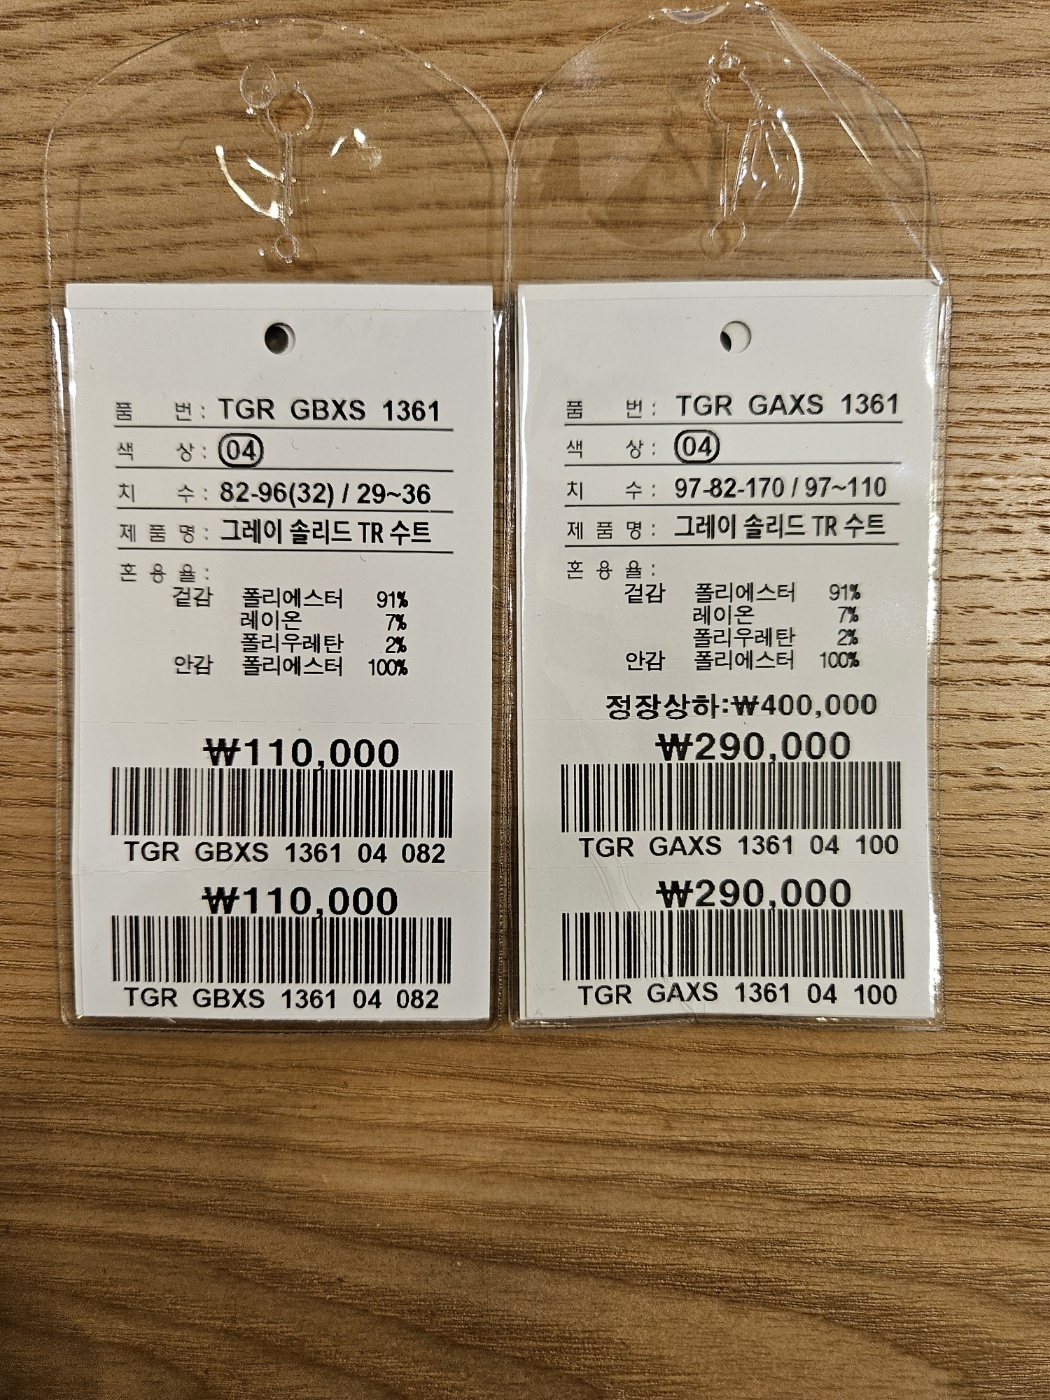 품 번 : TGR GBXS 1361
색 상 : 04
치 수 : 82-96(32) / 29~36
제 품 명 : 그레이 솔리드 TR 수트
혼 용 율 :
겉감 폴리에스터 91%
레이온 7%
폴리우레탄 2%
안감 폴리에스터 100%
₩110,000
TGR GBXS 1361 04 082
₩110,000
TGR GBXS 1361 04 082
품 번 : TGR GAXS 1361
색 상 : 04
치 수 : 97-82-170 / 97~110
제 품 명 : 그레이 솔리드 TR 수트
혼 용 율 :
겉감 폴리에스터 91%
레이온 7%
폴리우레탄 2%
안감 폴리에스터 100%
정장상하:₩400,000
₩290,000
TGR GAXS 1361 04 100
₩290,000
TGR GAXS 1361 04 100